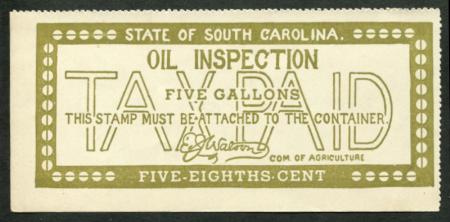 STATE OF SOUTH CAROLINA.
OIL INSPECTION
TAX PAID
FIVE GALLONS
THIS STAMP MUST BE ATTACHED TO THE CONTAINER.
COM. OF AGRICULTURE
FIVE-EIGHTHS-CENT